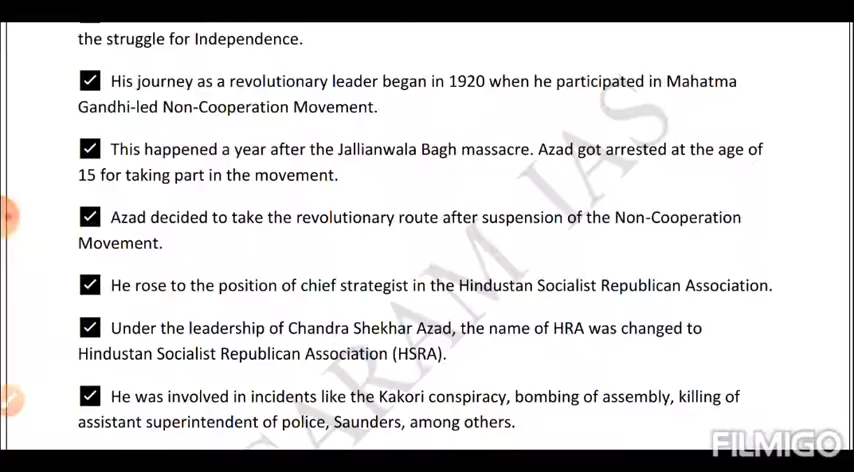 the struggle for Independence.
His journey as a revolutionary leader began in 1920 when he participated in Mahatma
Gandhi-led Non-Cooperation Movement.
This happened a year after the Jallianwala Bagh massacre. Azad got arrested at the age of
15 for taking part in the movement.
Azad decided to take the revolutionary route after suspension of the Non-Cooperation
Movement.
He rose to the position of chief strategist in the Hindustan Socialist Republican Association.
Under the leadership of Chandra Shekhar Azad, the name of HRA was changed to
Hindustan Socialist Republican Association (HSRA).
He was involved in incidents like the Kakori conspiracy, bombing of assembly, killing of
assistant superintendent of police, Saunders, among others.
SARAM IAS
FILMIGO